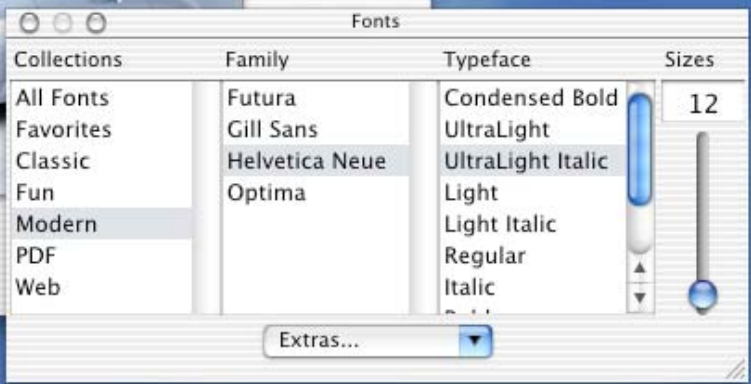 Fonts
Collections
Family
Typeface
Sizes
All Fonts
Favorites
Classic
Fun
Modern
PDF
Web
Futura
Gill Sans
Helvetica Neue
Optima
Condensed Bold
UltraLight
UltraLight Italic
Light
Light Italic
Regular
Italic
12
Extras...